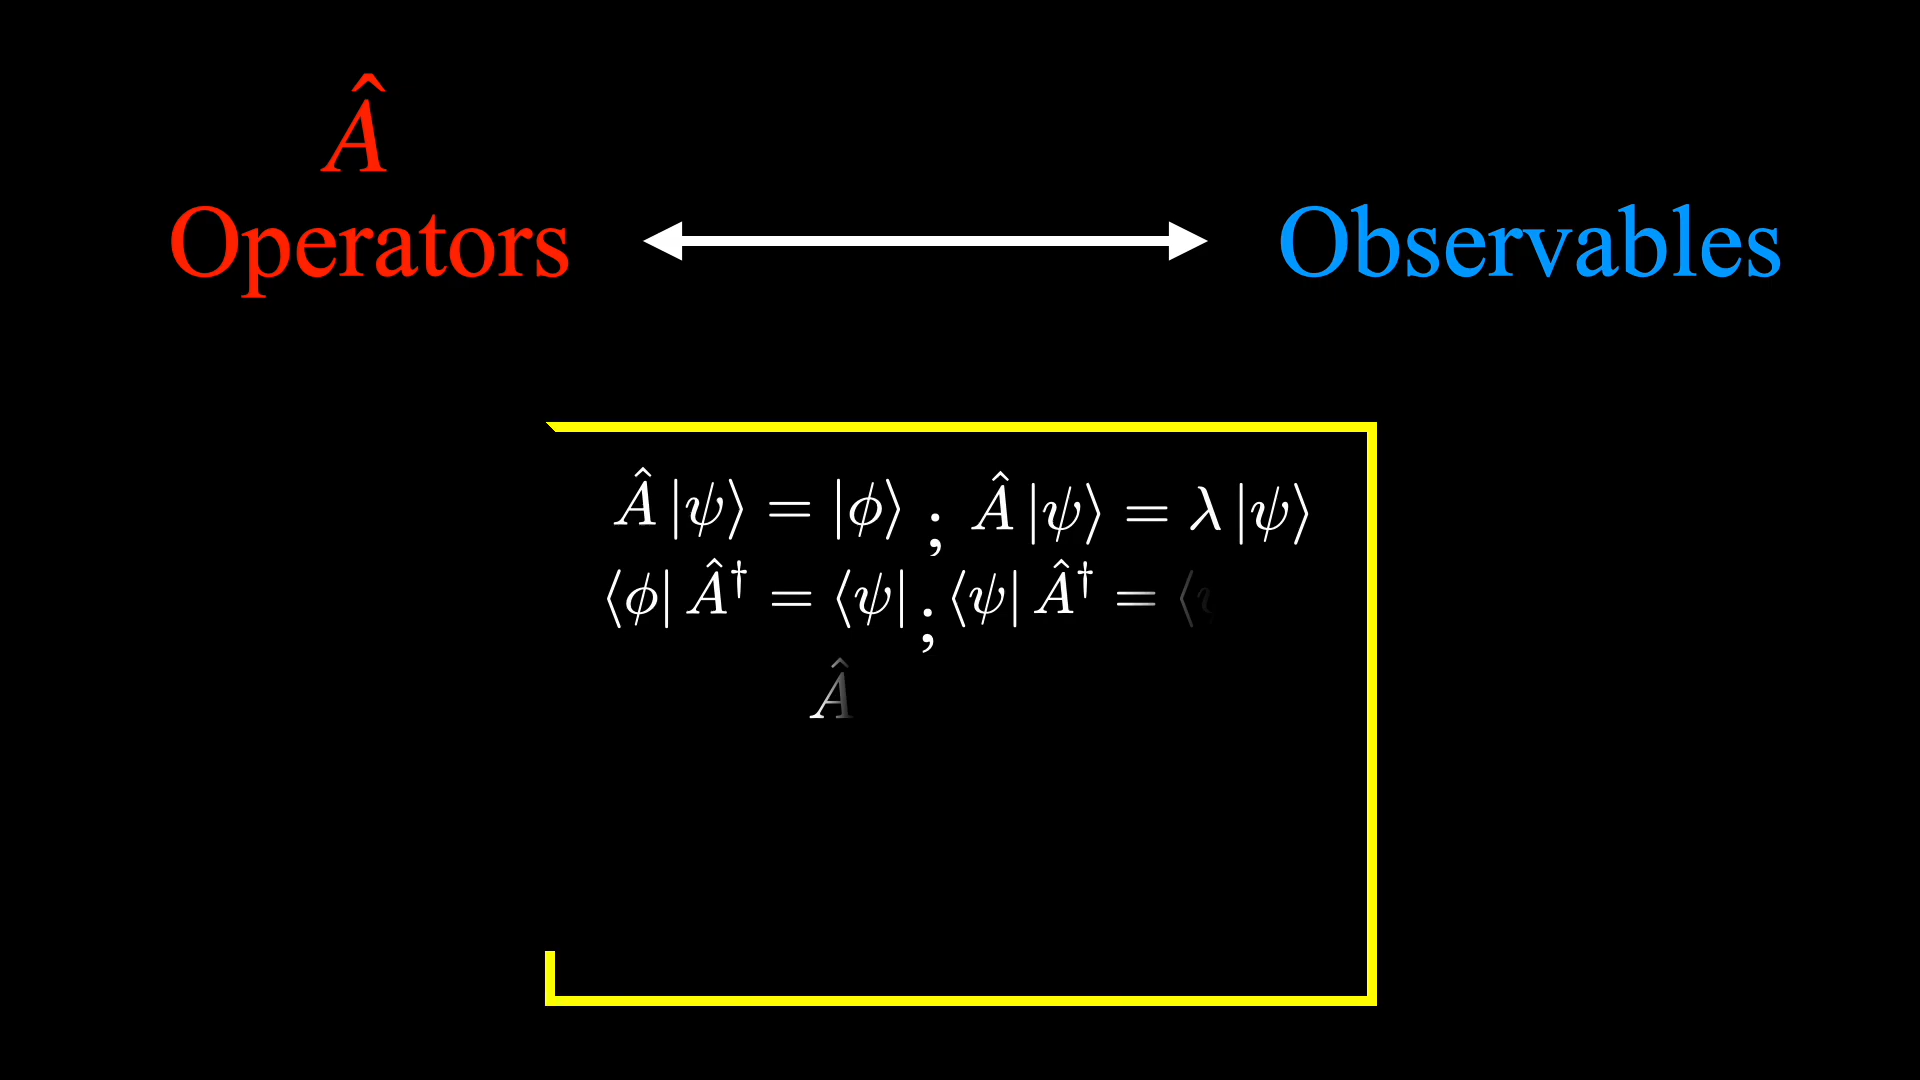 Â
Operators Observables
Â |ψ⟩ = |ϕ⟩ ; Â |ψ⟩ = λ |ψ⟩
⟨ϕ| Â† = ⟨ψ| ; ⟨ψ| Â† = ⟨
Â